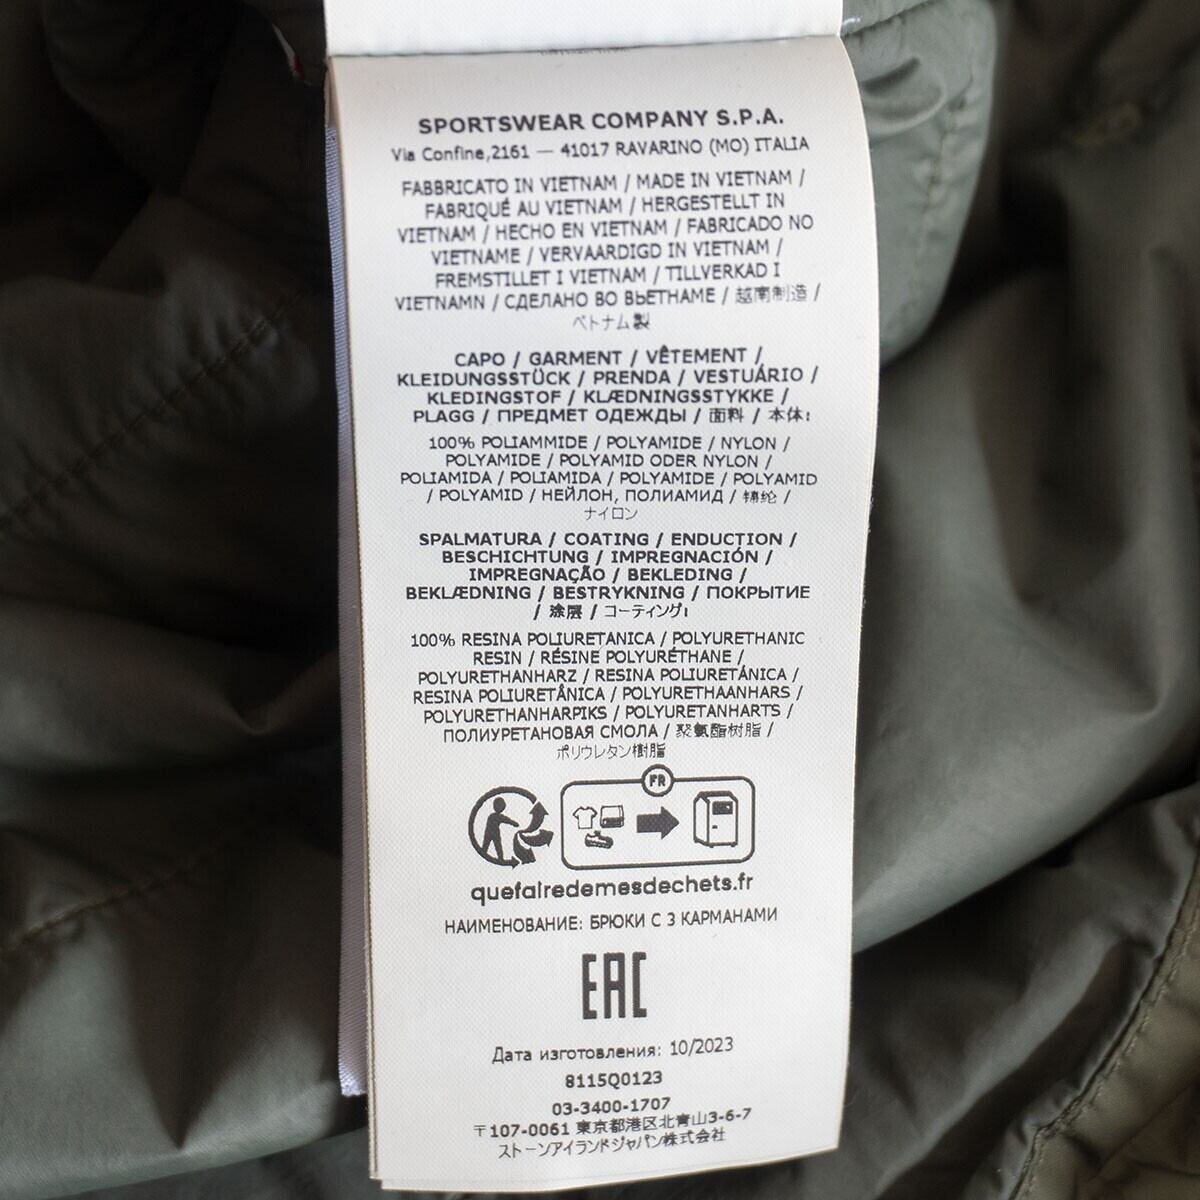 SPORTSWEAR COMPANY S.P.A.
Via Confine,2161 — 41017 RAVARINO (MO) ITALIA
FABBRICATO IN VIETNAM / MADE IN VIETNAM /
FABRIQUÉ AU VIETNAM / HERGESTELLT IN
VIETNAM / HECHO EN VIETNAM / FABRICADO NO
VIETNAME / VERVAARDIGD IN VIETNAM /
FREMSTILLET I VIETNAM / TILLVERKAD I
VIETNAMN / СДЕЛАНО ВО ВЬЕТНАМЕ / 越南制造 /
ベトナム製
CAPO / GARMENT / VÊTEMENT /
KLEIDUNGSSTÜCK / PRENDA / VESTUÁRIO /
KLEDINGSTOF / KLÆDNINGSSTYKKE /
PLAGG / ПРЕДМЕТ ОДЕЖДЫ / 面料 / 本体:
100% POLIAMMIDE / POLYAMIDE / NYLON /
POLYAMIDE / POLYAMID ODER NYLON /
POLIAMIDA / POLIAMIDA / POLYAMIDE / POLYAMID
/ POLYAMID / НЕЙЛОН, ПОЛИАМИД / 锦纶 /
ナイロン
SPALMATURA / COATING / ENDUCTION /
BESCHICHTUNG / IMPREGNACIÓN /
IMPREGNAÇÃO / BEKLEDING /
BEKLÆDNING / BESTRYKNING / ПОКРЫТИЕ
/ 涂层 / コーティング:
100% RESINA POLIURETANICA / POLYURETHANIC
RESIN / RÉSINE POLYURÉTHANE /
POLYURETHANHARZ / RESINA POLIURETÁNICA /
RESINA POLIURETÂNICA / POLYURETHAANHARS /
POLYURETHANHARPIKS / POLYURETANHARTS /
ПОЛИУРЕТАНОВАЯ СМОЛА / 聚氨酯树脂 /
ポリウレタン樹脂
FR
quefairedemesdechets.fr
НАИМЕНОВАНИЕ: БРЮКИ С 3 КАРМАНАМИ
EAC
Дата изготовления: 10/2023
8115Q0123
03-3400-1707
〒107-0061 東京都港区北青山3-6-7
ストーンアイランドジャパン株式会社